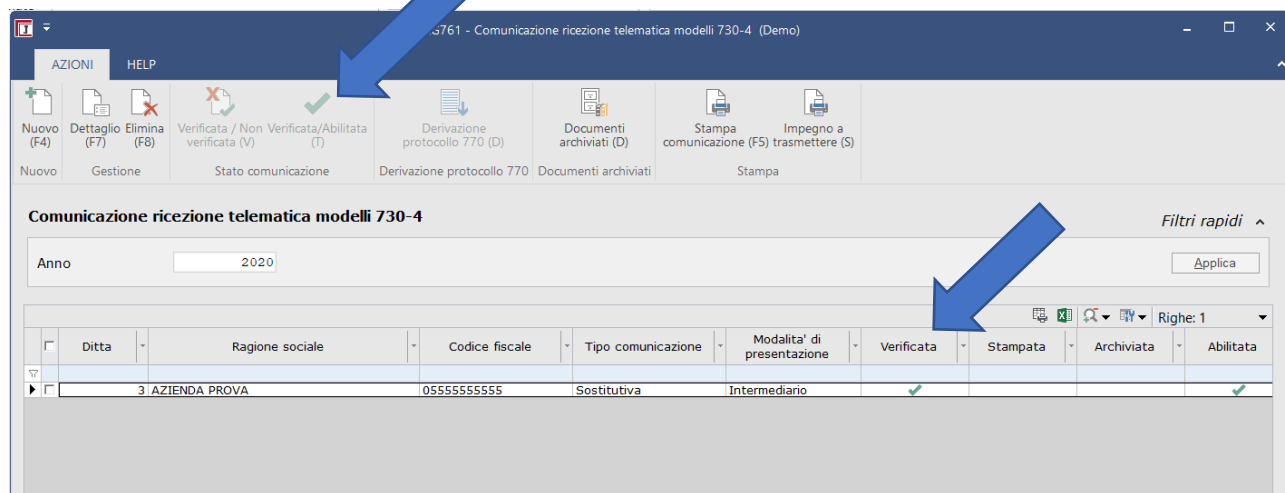 G761 - Comunicazione ricezione telematica modelli 730-4 (Demo)
AZIONI HELP
Nuovo (F4)
Dettaglio (F7)
Elimina (F8)
Verificata / Non verificata (V)
Verificata/Abilitata (T)
Derivazione protocollo 770 (D)
Documenti archiviati (D)
Stampa comunicazione (F5)
Impegno a trasmettere (S)
Nuovo Gestione Stato comunicazione Derivazione protocollo 770 Documenti archiviati Stampa
Comunicazione ricezione telematica modelli 730-4
Filtri rapidi
Anno 2020 Applica
Righe: 1
Ditta Ragione sociale Codice fiscale Tipo comunicazione Modalita' di presentazione Verificata Stampata Archiviata Abilitata
3 AZIENDA PROVA 05555555555 Sostitutiva Intermediario